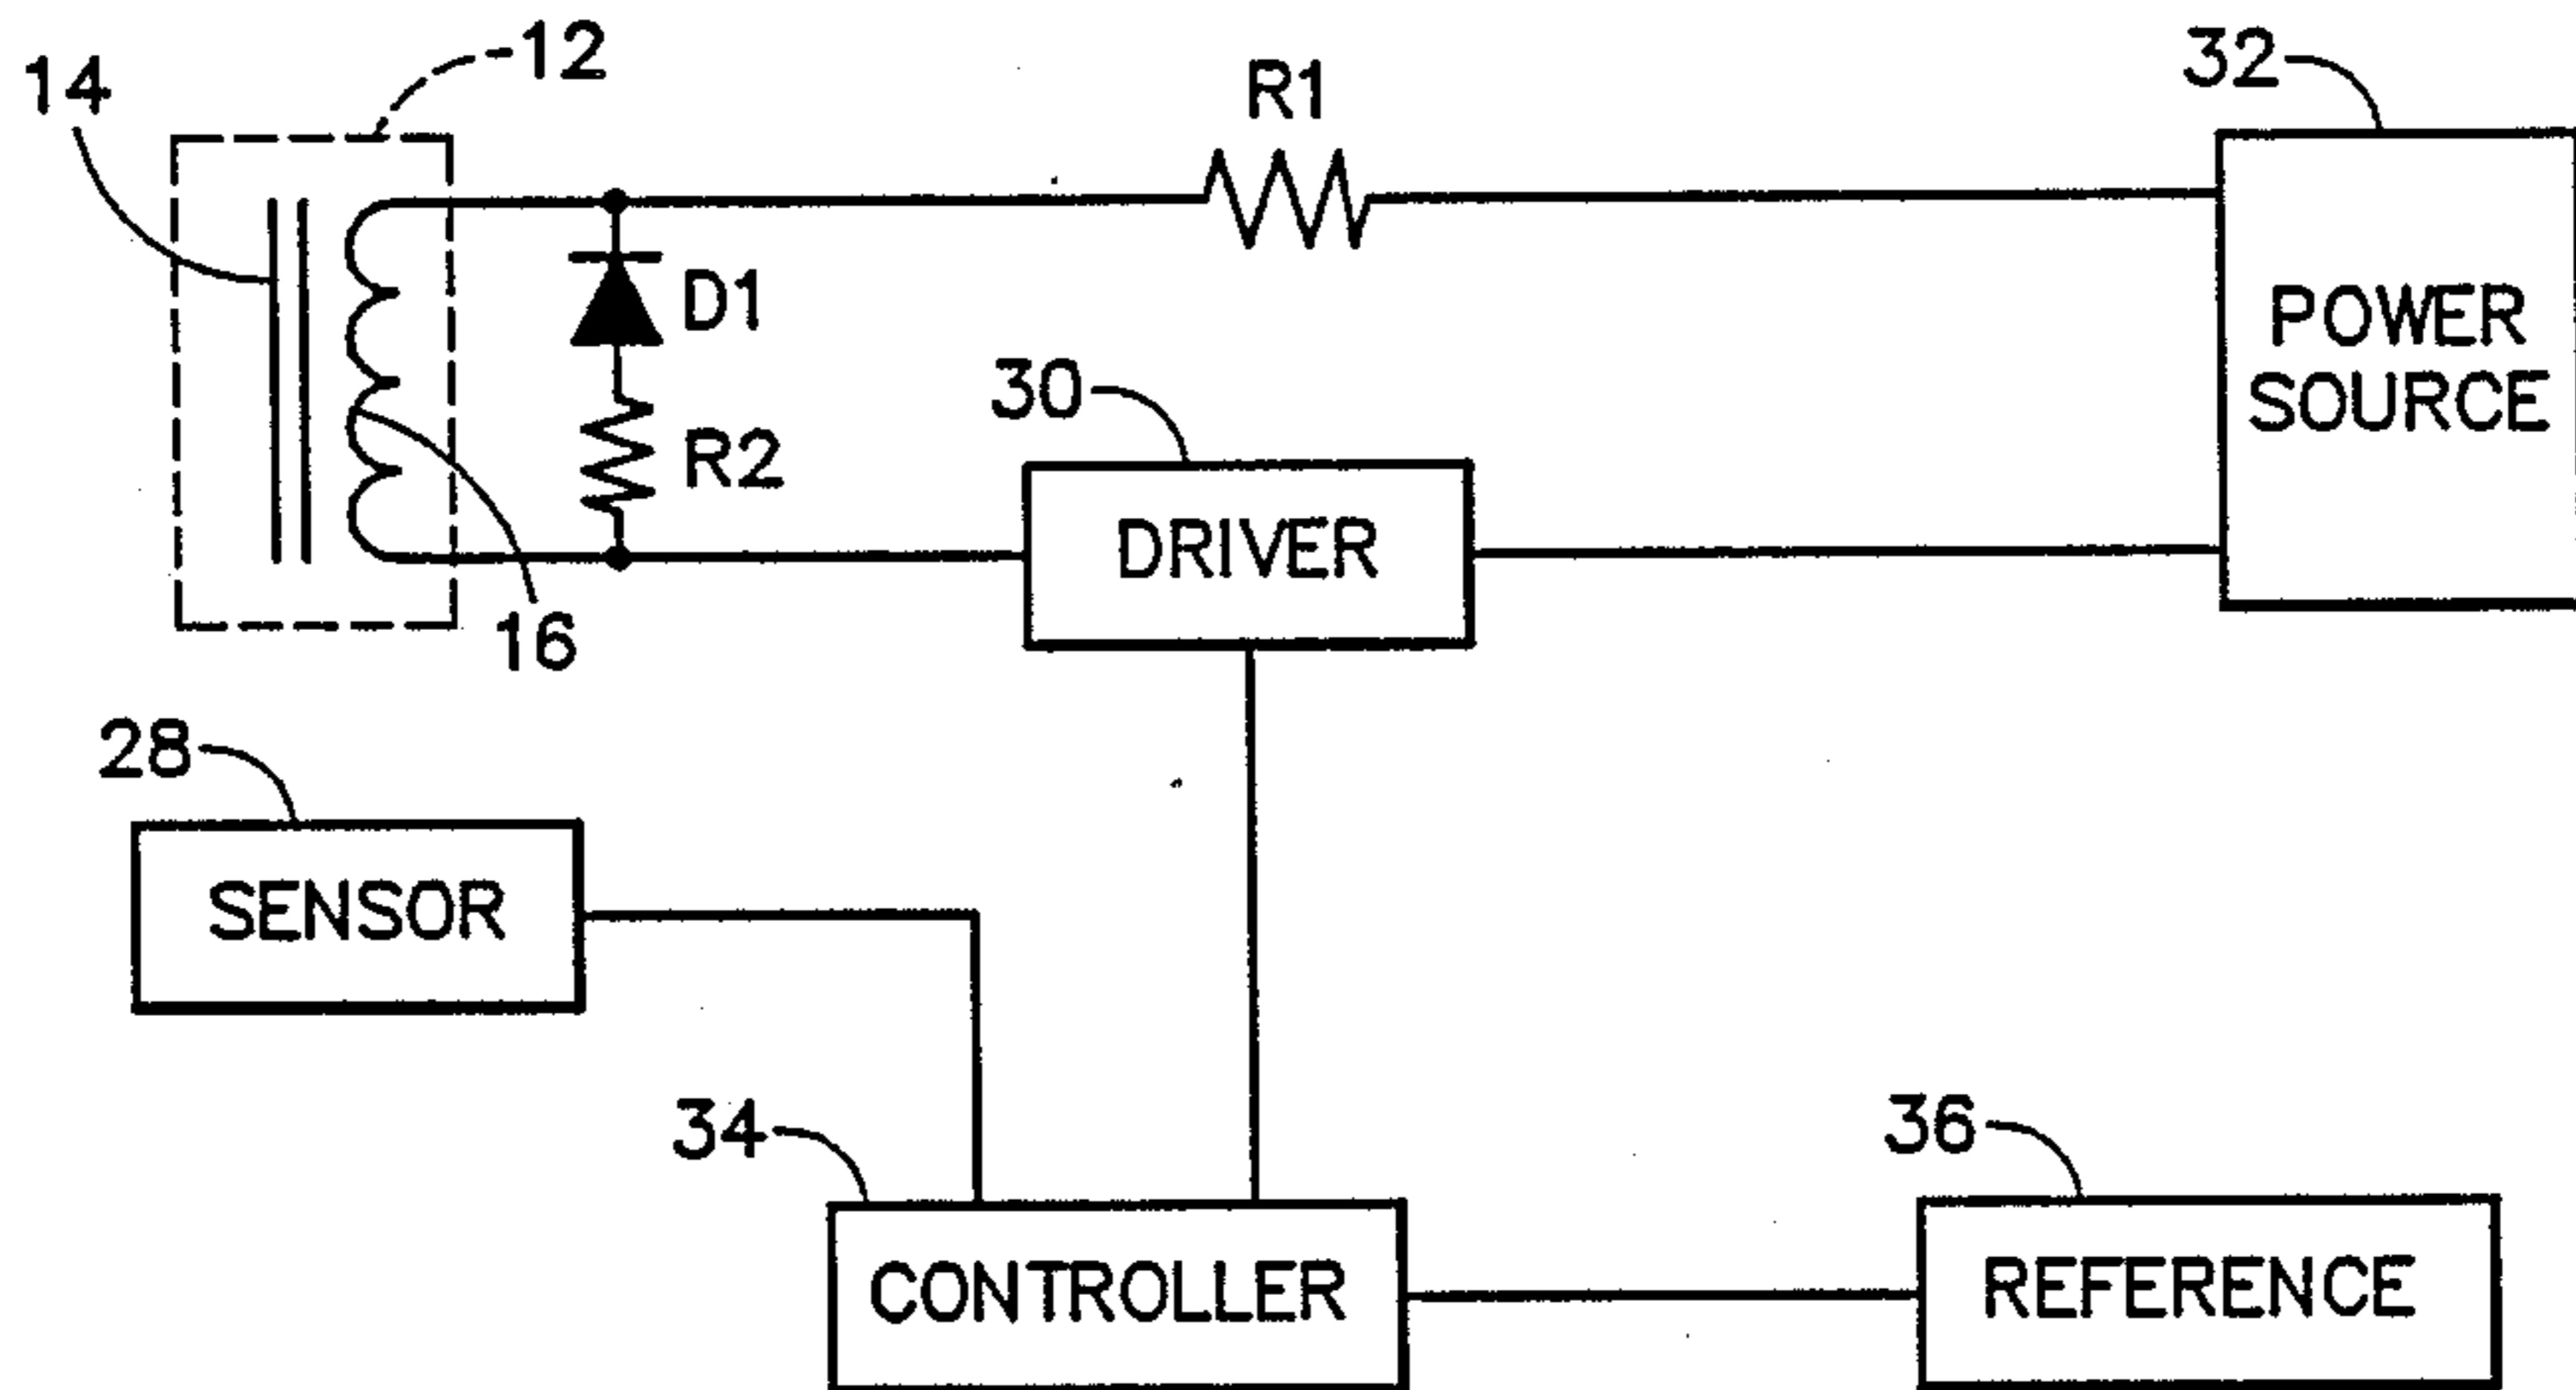 12
14
R1
32
D1
POWER
SOURCE
30
R2
DRIVER
16
28
SENSOR
34
36
CONTROLLER
REFERENCE